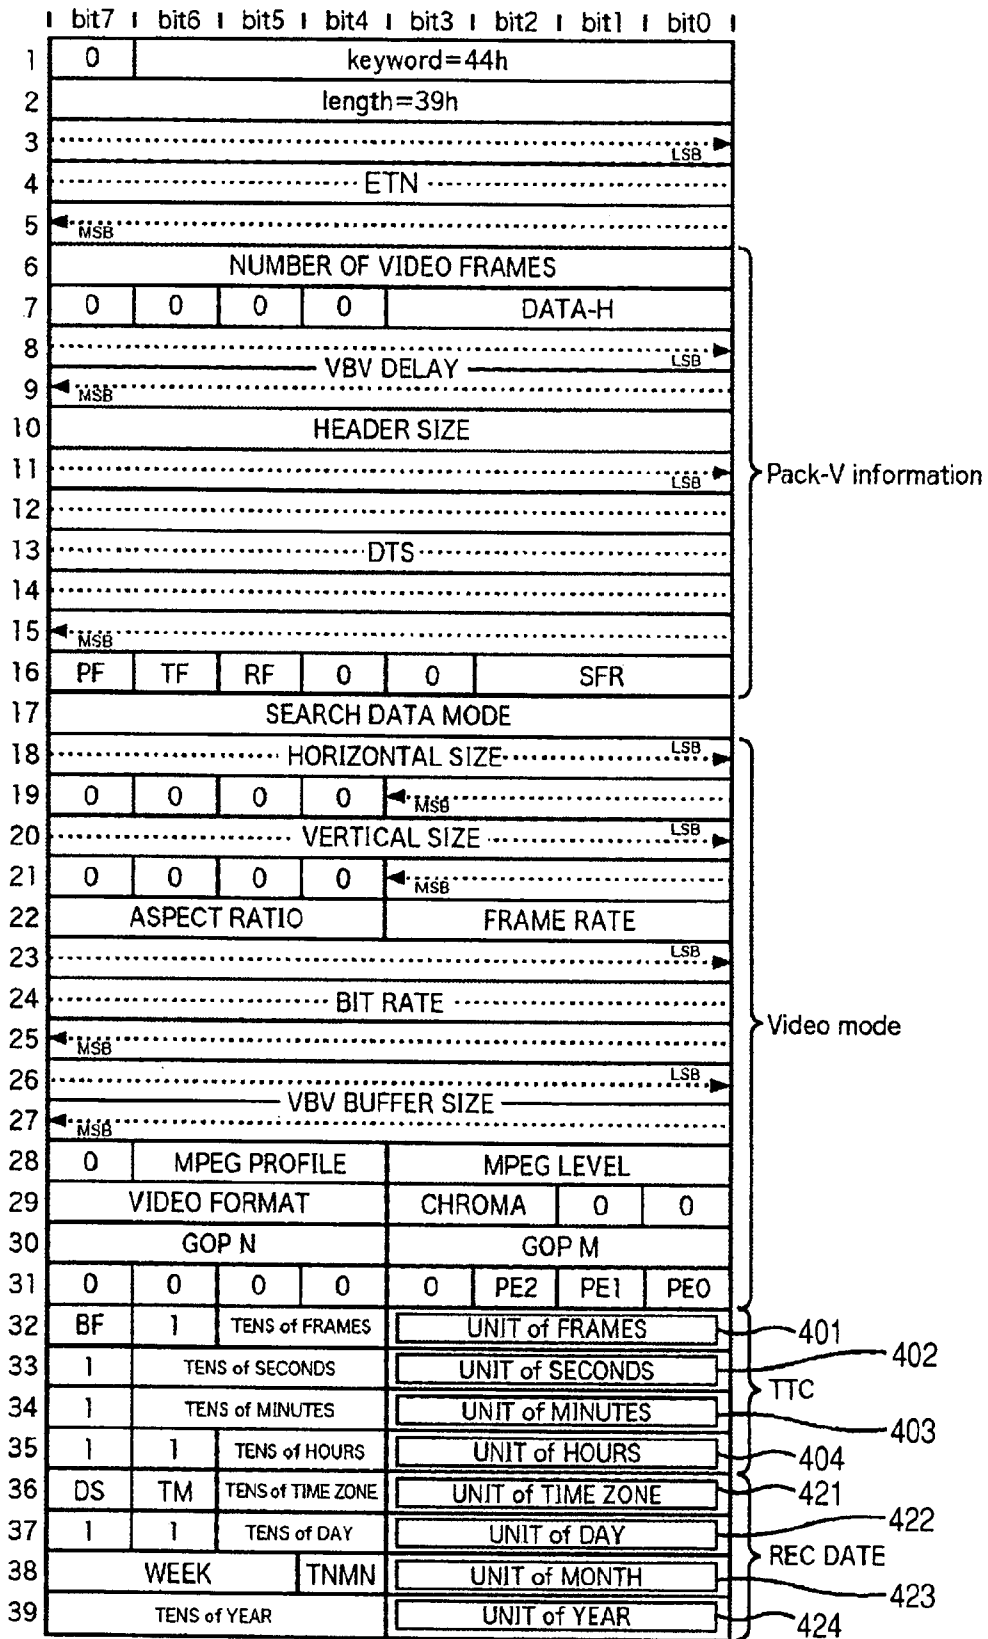 bit7 bit6 bit5 bit4 bit3 bit2 bit1 bit0
1 0 keyword=44h
2 length=39h
3 LSB
4 ETN
5 MSB
6 NUMBER OF VIDEO FRAMES
7 0 0 0 0 DATA-H
8 LSB
VBV DELAY
9 MSB
10 HEADER SIZE
11 LSB
Pack-V information
12
13 DTS
14
15 MSB
16 PF TF RF 0 0 SFR
17 SEARCH DATA MODE
18 HORIZONTAL SIZE LSB
19 0 0 0 0 MSB
20 VERTICAL SIZE LSB
21 0 0 0 0 MSB
22 ASPECT RATIO FRAME RATE
23 LSB
24 BIT RATE
Video mode
25 MSB
26 LSB
VBV BUFFER SIZE
27 MSB
28 0 MPEG PROFILE MPEG LEVEL
29 VIDEO FORMAT CHROMA 0 0
30 GOP N GOP M
31 0 0 0 0 0 PE2 PE1 PE0
32 BF 1 TENS of FRAMES UNIT of FRAMES 401
33 1 TENS of SECONDS UNIT of SECONDS 402
TTC
34 1 TENS of MINUTES UNIT of MINUTES 403
35 1 1 TENS of HOURS UNIT of HOURS 404
36 DS TM TENS of TIME ZONE UNIT of TIME ZONE 421
37 1 1 TENS of DAY UNIT of DAY 422
REC DATE
38 WEEK TNMN UNIT of MONTH 423
39 TENS of YEAR UNIT of YEAR 424